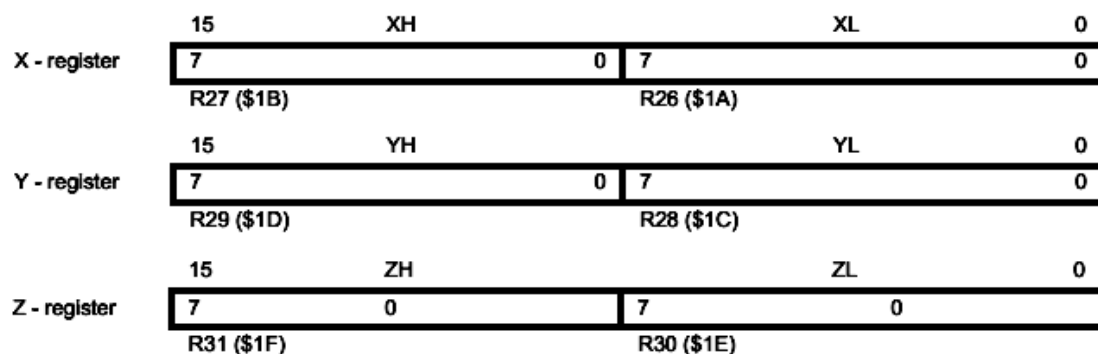 15 XH XL 0
X - register 7 0 7 0
R27 ($1B) R26 ($1A)
15 YH YL 0
Y - register 7 0 7 0
R29 ($1D) R28 ($1C)
15 ZH ZL 0
Z - register 7 0 7 0
R31 ($1F) R30 ($1E)